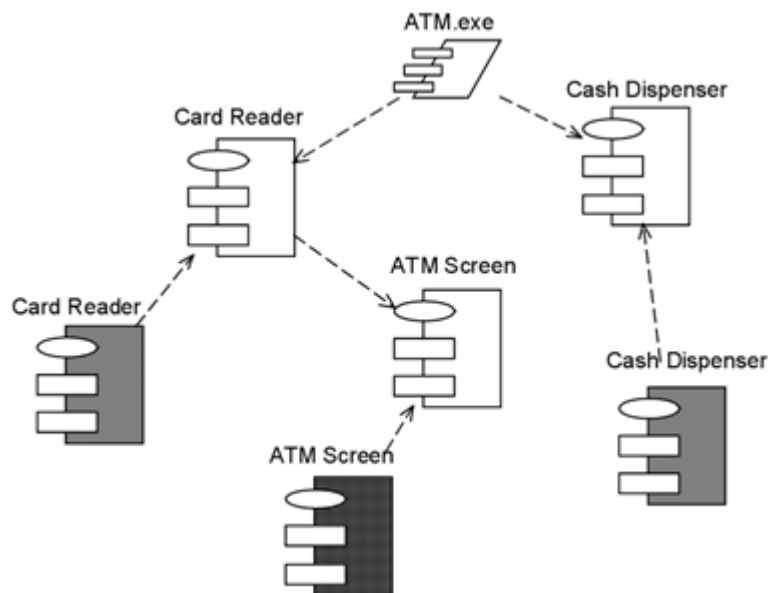 ATM.exe
Cash Dispenser
Card Reader
ATM Screen
Card Reader
Cash Dispenser
ATM Screen